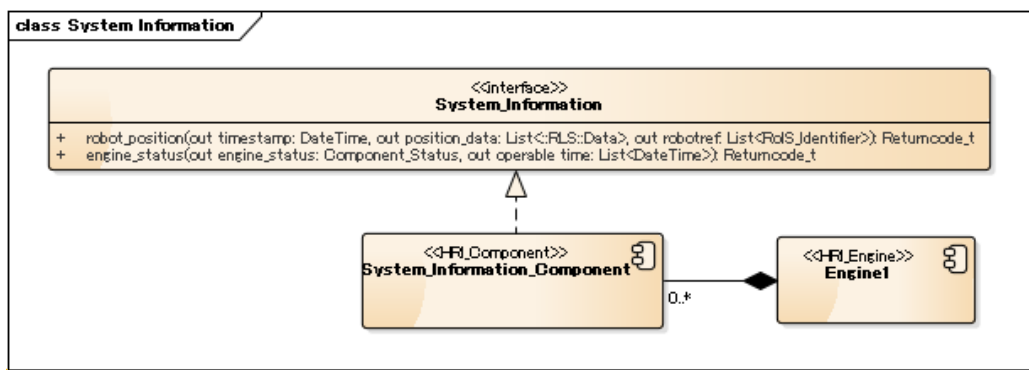 class System Information
<<interface>>
System_Information
+ robot_position(out timestamp: DateTime, out position_data: List<::RLS::Data>, out robotref: List<RoIS_Identifier>): Returncode_t
+ engine_status(out engine_status: Component_Status, out operable time: List<DateTime>): Returncode_t
<<HRI_Component>>
System_Information_Component
<<HRI_Engine>>
Engine1
0..*